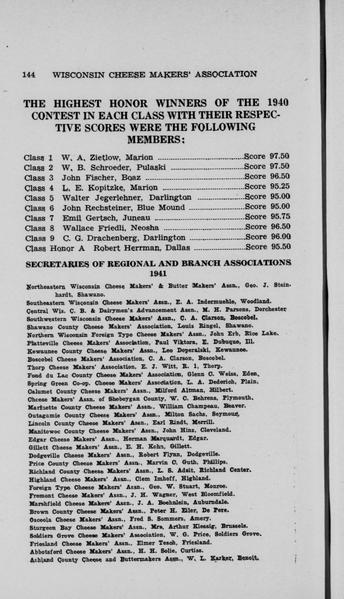 144 WISCONSIN CHEESE MAKERS' ASSOCIATION
THE HIGHEST HONOR WINNERS OF THE 1940
CONTEST IN EACH CLASS WITH THEIR RESPEC-
TIVE SCORES WERE THE FOLLOWING
MEMBERS:
Class 1 W. A. Zietlow, Marion ........ Score 97.50
Class 2 W. B. Schroeder, Pulaski ........ Score 97.50
Class 3 John Fischer, Boaz ........ Score 96.50
Class 4 L. E. Kopitzke, Marion ........ Score 95.25
Class 5 Walter Jegerlehner, Darlington ........ Score 95.00
Class 6 John Rechsteiner, Blue Mound ........ Score 95.00
Class 7 Emil Gertsch, Juneau ........ Score 95.75
Class 8 Wallace Friedli, Neosha ........ Score 96.50
Class 9 C. G. Drachenberg, Darlington ........ Score 96.00
Class Honor A Robert Herrman, Dallas ........ Score 95.50
SECRETARIES OF REGIONAL AND BRANCH ASSOCIATIONS
1941
Northeastern Wisconsin Cheese Makers' & Butter Makers' Assn., Geo. J. Stein-
hardt, Shawano.
Southeastern Wisconsin Cheese Makers' Assn., E. A. Indermuehle, Woodland.
Central Wis. C. B. & Dairymen's Advancement Assn., M. H. Parsons, Dorchester
Southwestern Wisconsin Cheese Makers' Assn., C. A. Clarson, Boscobel.
Shawano County Cheese Makers' Association, Louis Ringel, Shawano.
Northern Wisconsin Foreign Type Cheese Makers' Assn., John Erb, Rice Lake.
Platteville Cheese Makers' Association, Paul Viktora, E. Dubuque, Ill.
Kewaunee County Cheese Makers' Assn., Leo Dogeralski, Kewaunee.
Boscobel Cheese Makers' Association, C. A. Clarson, Boscobel.
Thorp Cheese Makers' Association, E. J. Witt, R. 1, Thorp.
Fond du Lac County Cheese Makers' Association, Glenn C. Weiss, Eden.
Spring Green Co-op. Cheese Makers' Association, L. A. Dederich, Plain.
Calumet County Cheese Makers' Assn., Milford Altman, Hilbert.
Cheese Makers' Assn. of Sheboygan County, W. C. Behrens, Plymouth.
Marinette County Cheese Makers' Assn., William Champeau, Beaver.
Outagamie County Cheese Makers' Assn., Milton Sachs, Seymour.
Lincoln County Cheese Makers' Assn., Earl Rindt, Merrill.
Manitowoc County Cheese Makers' Assn., John Hinz, Cleveland.
Edgar Cheese Makers' Assn., Herman Marquardt, Edgar.
Gillett Cheese Makers' Assn., E. H. Kohn, Gillett.
Dodgeville Cheese Makers' Assn., Robert Flynn, Dodgeville.
Price County Cheese Makers' Assn., Marvin C. Guth, Phillips.
Richland County Cheese Makers' Assn., L. S. Adsit, Richland Center.
Highland Cheese Makers' Assn., Clem Imhoff, Highland.
Foreign Type Cheese Makers' Assn., Geo. W. Stuart, Monroe.
Fremont Cheese Makers' Assn., J. H. Wagner, West Bloomfield.
Marshfield Cheese Makers' Assn., J. A. Boehnlein, Auburndale.
Brown County Cheese Makers' Assn., Peter H. Eler, De Pere.
Osceola Cheese Makers' Assn., Fred S. Sommers, Amery.
Sturgeon Bay Cheese Makers' Assn., Mrs. Arthur Kiessig, Brussels.
Soldiers Grove Cheese Makers' Association, W. G. Price, Soldiers Grove.
Friesland Cheese Makers' Assn., Elmer Tesch, Friesland.
Abbotsford Cheese Makers' Assn., H. H. Solie, Curtiss.
Ashland County Cheese and Buttermakers Assn., W. L. Karker, Benoit.